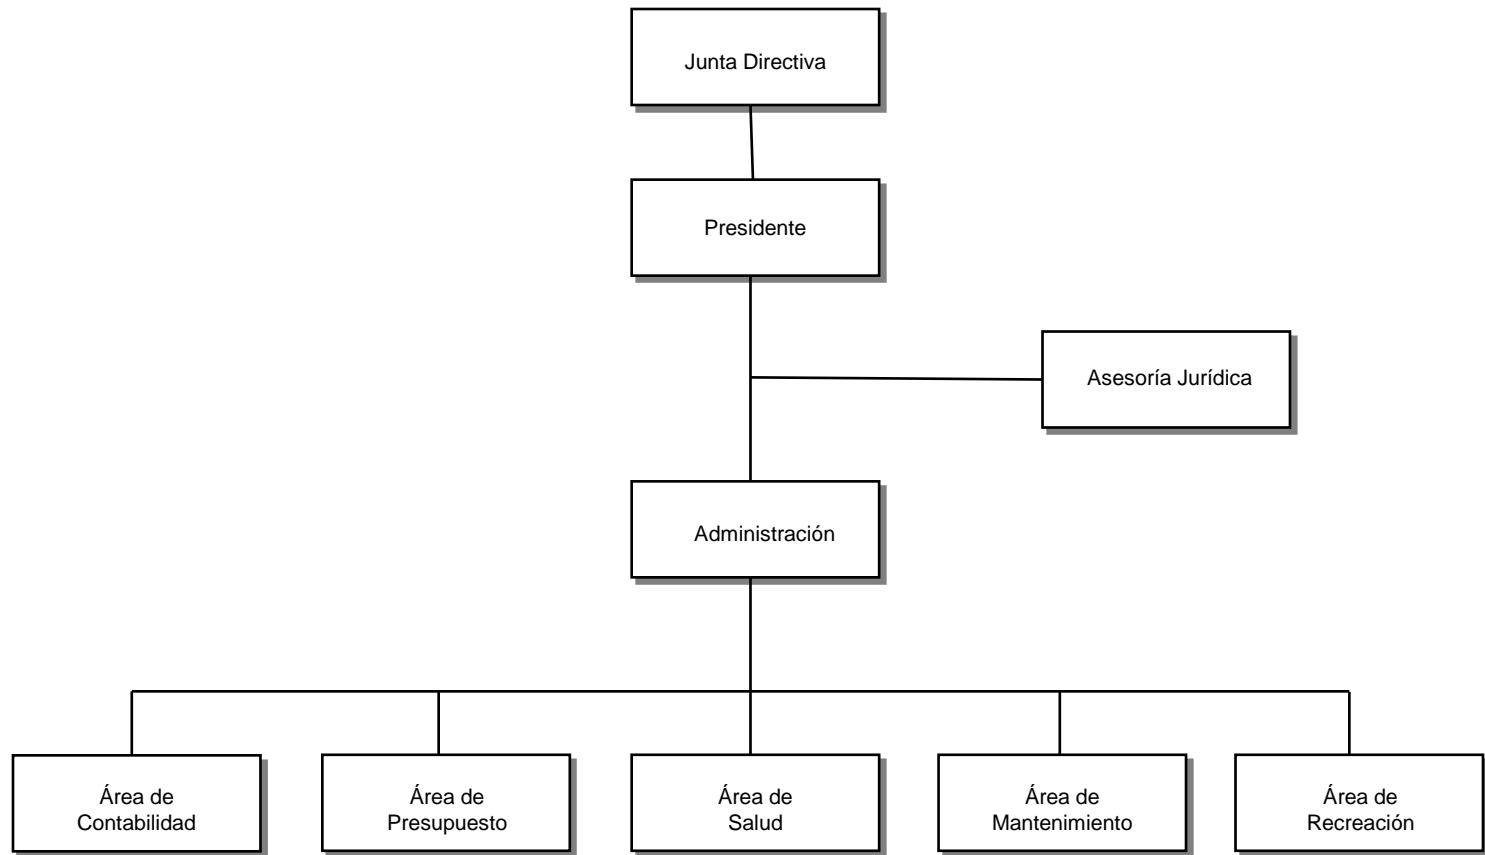 Junta Directiva
Presidente
Asesoría Jurídica
Administración
Área de
Contabilidad
Área de
Presupuesto
Área de
Salud
Área de
Mantenimiento
Área de
Recreación